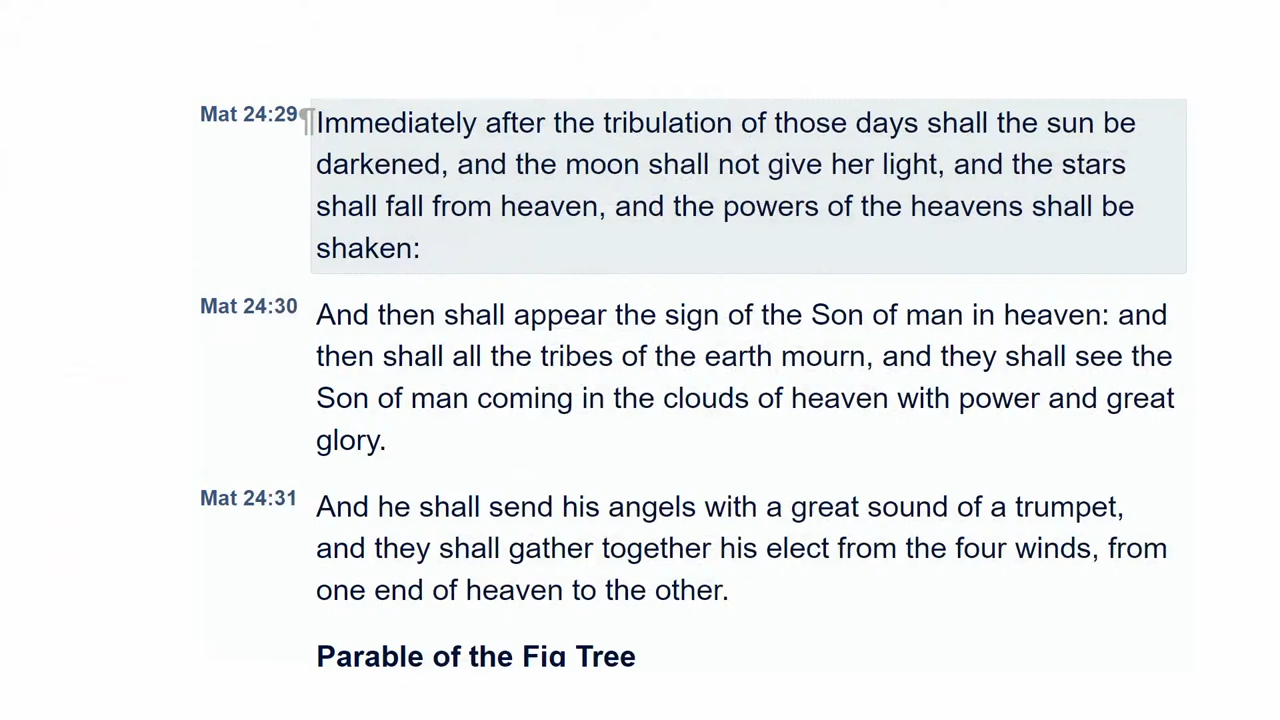 Mat 24:29 ¶Immediately after the tribulation of those days shall the sun be
darkened, and the moon shall not give her light, and the stars
shall fall from heaven, and the powers of the heavens shall be
shaken:
Mat 24:30 And then shall appear the sign of the Son of man in heaven: and
then shall all the tribes of the earth mourn, and they shall see the
Son of man coming in the clouds of heaven with power and great
glory.
Mat 24:31 And he shall send his angels with a great sound of a trumpet,
and they shall gather together his elect from the four winds, from
one end of heaven to the other.
Parable of the Fig Tree